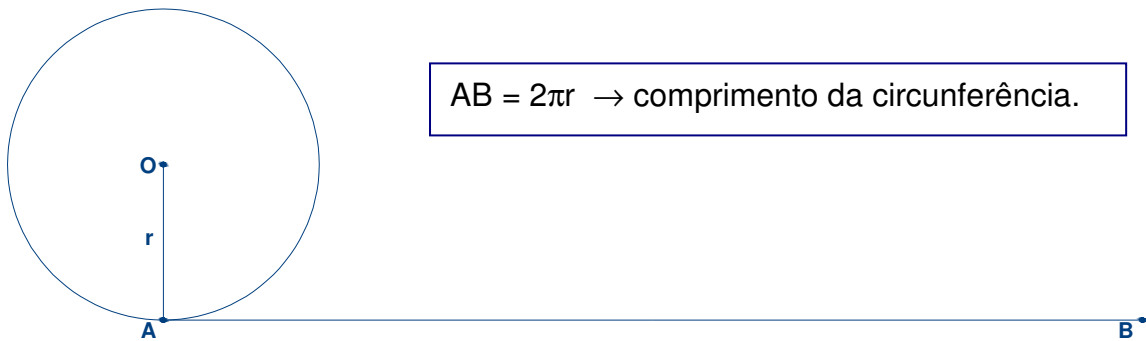 AB = 2πr → comprimento da circunferência.
O
r
A
B